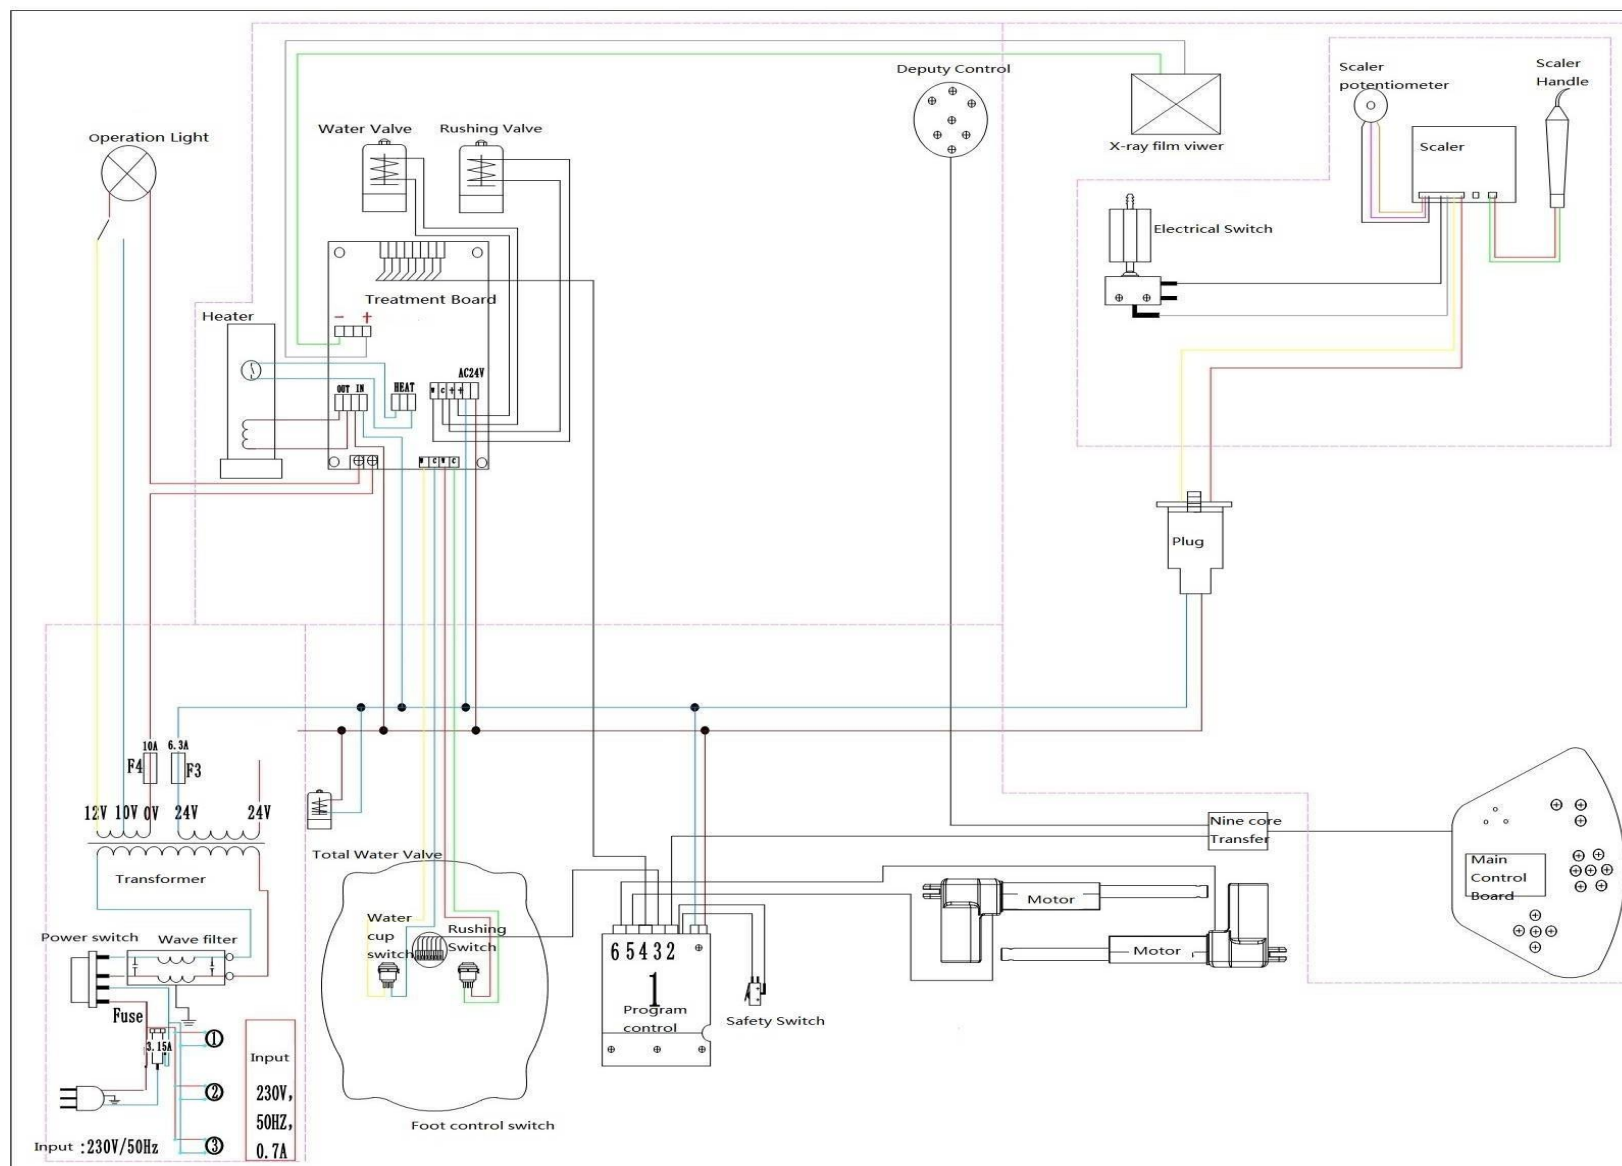 Deputy Control
Scaler
potentiometer
Scaler
Handle
Operation Light
Water Valve
Rushing Valve
X-ray film viwer
Scaler
Electrical Switch
Treatment Board
Heater
- +
AC24V
OUT IN
HEAT
W C + +
W C W C
Plug
10A
6.3A
F4
F3
12V 10V 0V 24V 24V
Transformer
Total Water Valve
Nine core
Transfer
Main
Control
Board
Motor
Motor
Water
cup
switch
Rushing
Switch
Power switch
Wave filter
6 5 4 3 2
1
Program
control
Safety Switch
Fuse
3.15A
1
2
3
Input
230V,
50HZ,
0.7A
Foot control switch
Input :230V/50Hz